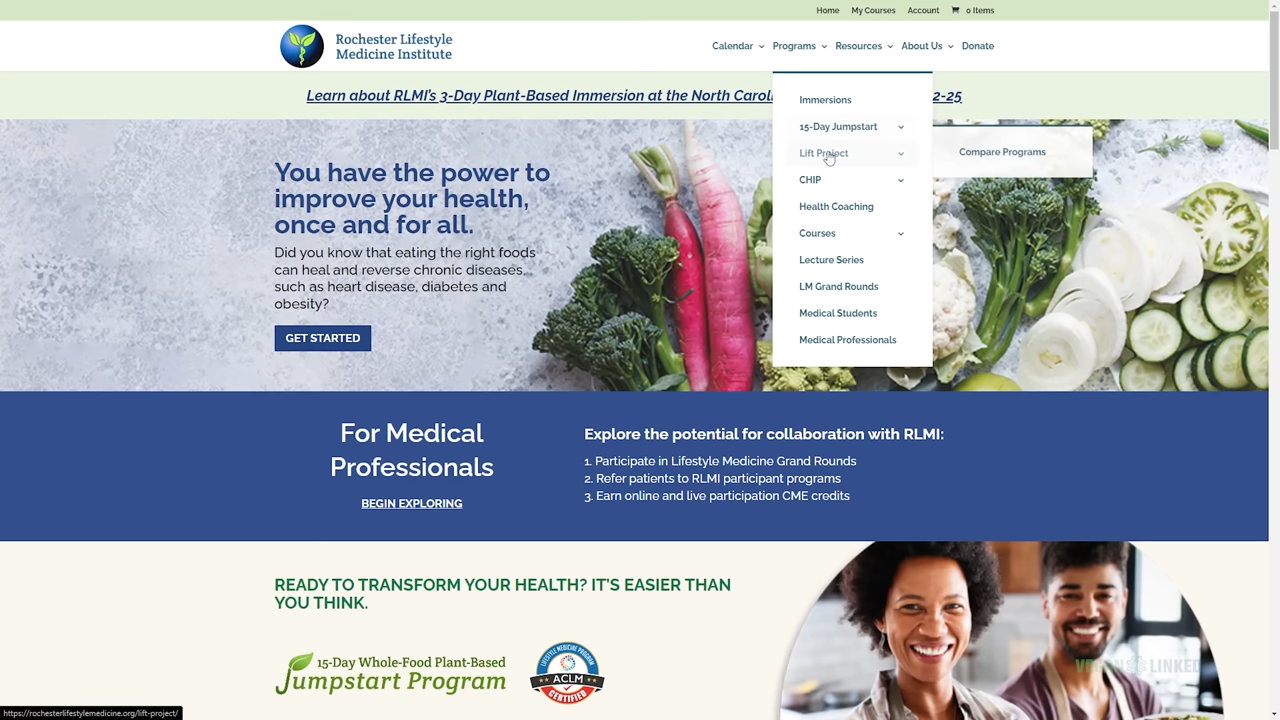 Home My Courses Account 0 Items
Rochester Lifestyle
Medicine Institute
Calendar Programs Resources About Us Donate
Learn about RLMI's 3-Day Plant-Based Immersion at the North Caroli
2-25
Immersions
15-Day Jumpstart
Lift Project
Compare Programs
CHIP
Health Coaching
Courses
Lecture Series
LM Grand Rounds
Medical Students
Medical Professionals
You have the power to
improve your health,
once and for all.
Did you know that eating the right foods
can heal and reverse chronic diseases,
such as heart disease, diabetes and
obesity?
GET STARTED
For Medical
Professionals
BEGIN EXPLORING
Explore the potential for collaboration with RLMI:
1. Participate in Lifestyle Medicine Grand Rounds
2. Refer patients to RLMI participant programs
3. Earn online and live participation CME credits
READY TO TRANSFORM YOUR HEALTH? IT'S EASIER THAN
YOU THINK.
15-Day Whole-Food Plant-Based
Jumpstart Program
LIFESTYLE MEDICINE PROGRAM
ACLM
CERTIFIED
LINKED
https://rochesterlifestylemedicine.org/lift-project/